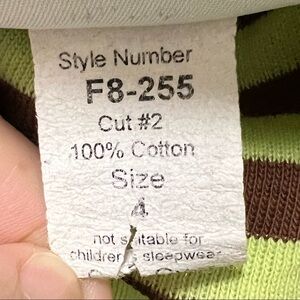 Style Number
F8-255
Cut #2
100% Cotton
Size
4
not suitable for
children's sleepwear